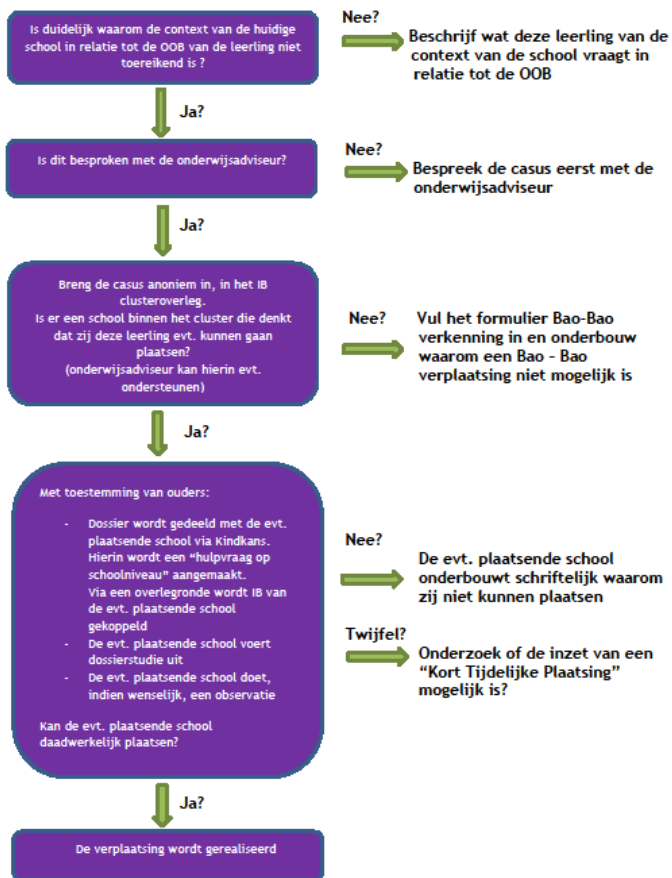 Is duidelijk waarom de context van de huidige
school in relatie tot de OOB van de leerling niet
toereikend is ?
Nee?
Beschrijf wat deze leerling van de
context van de school vraagt in
relatie tot de OOB
Ja?
Is dit besproken met de onderwijsadviseur?
Nee?
Bespreek de casus eerst met de
onderwijsadviseur
Ja?
Breng de casus anoniem in, in het IB
clusteroverleg.
Is er een school binnen het cluster die denkt
dat zij deze leerling evt. kunnen gaan
plaatsen?
(onderwijsadviseur kan hierin evt.
ondersteunen)
Nee?
Vul het formulier Bao-Bao
verkenning in en onderbouw
waarom een Bao - Bao
verplaatsing niet mogelijk is
Ja?
Met toestemming van ouders:
- Dossier wordt gedeeld met de evt.
plaatsende school via Kindkans.
Hierin wordt een “hulpvraag op
schoolniveau” aangemaakt.
Via een overlegronde wordt IB van
de evt. plaatsende school
gekoppeld
- De evt. plaatsende school voert
dossierstudie uit
- De evt. plaatsende school doet,
indien wenselijk, een observatie
Kan de evt. plaatsende school
daadwerkelijk plaatsen?
Nee?
De evt. plaatsende school
onderbouwt schriftelijk waarom
zij niet kunnen plaatsen
Twijfel?
Onderzoek of de inzet van een
“Kort Tijdelijke Plaatsing”
mogelijk is?
Ja?
De verplaatsing wordt gerealiseerd